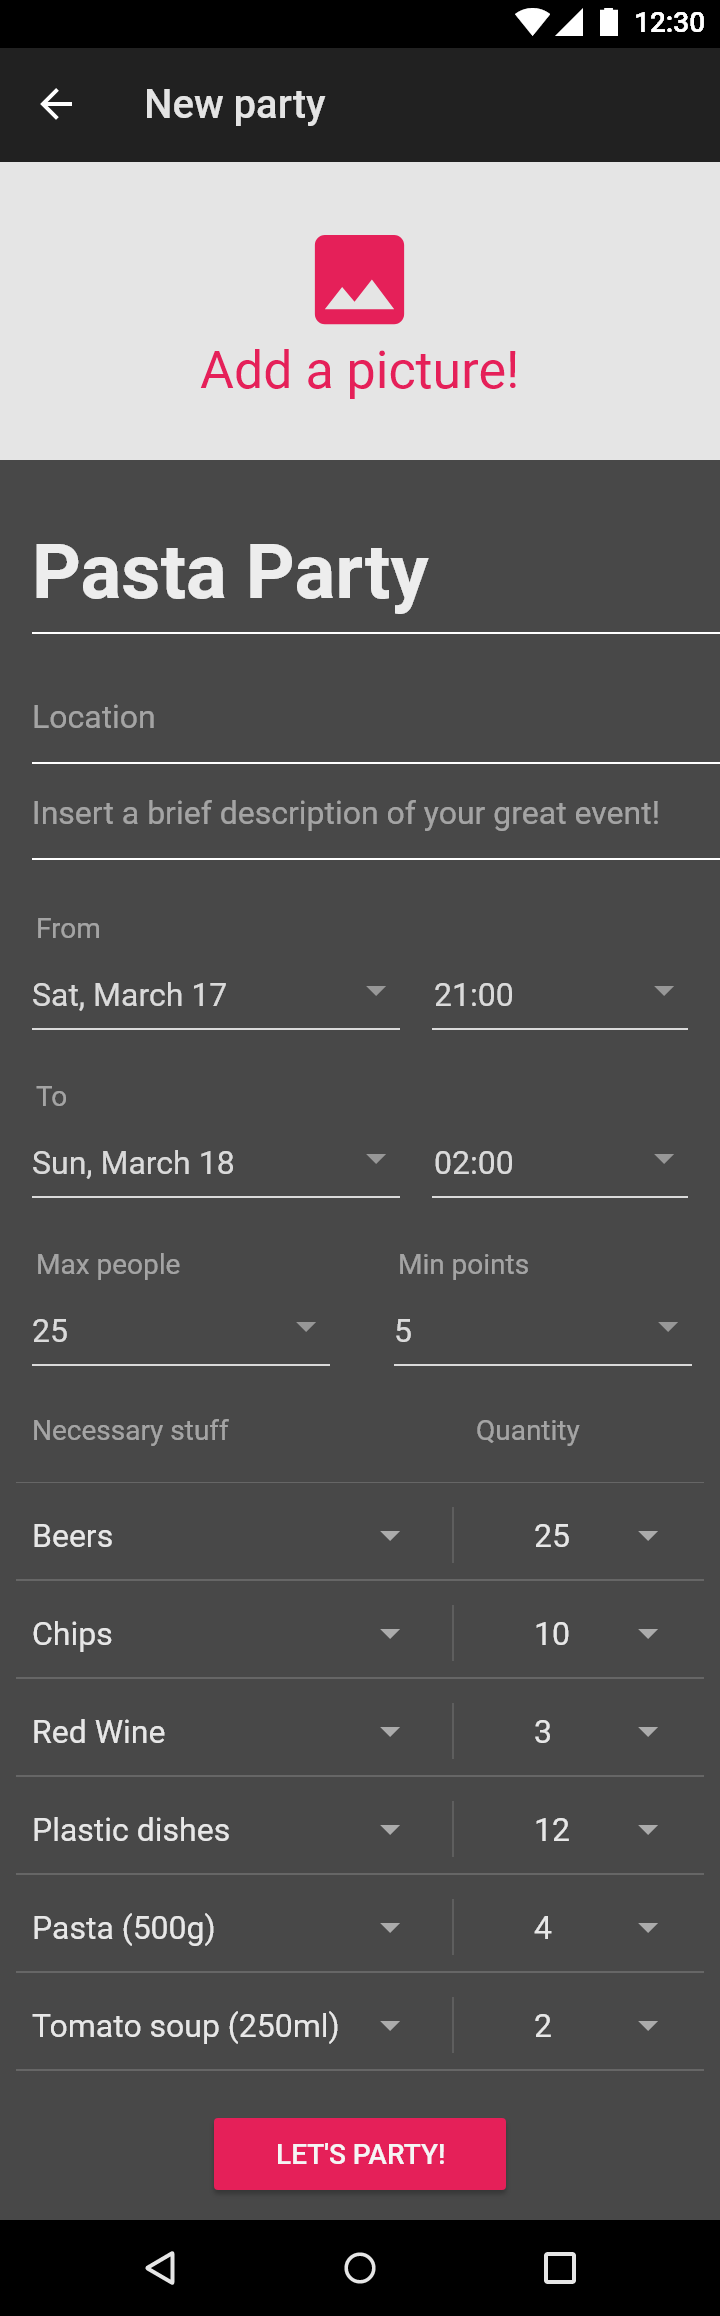 12:30
New party
Add a picture!
Pasta Party
Location
Insert a brief description of your great event!
From
Sat, March 17 21:00
To
Sun, March 18 02:00
Max people Min points
25 5
Necessary stuff Quantity
Beers 25
Chips 10
Red Wine 3
Plastic dishes 12
Pasta (500g) 4
Tomato soup (250ml) 2
LET'S PARTY!